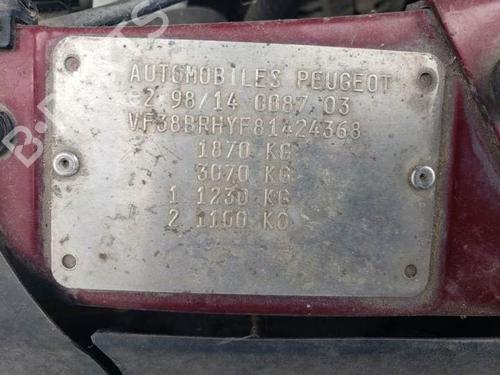 AUTOMOBILES PEUGEOT
e2 98/14 0087 03
VF38BRHYF81424368
1870 KG
3070 KG
1 1230 KG
2 1190 KG